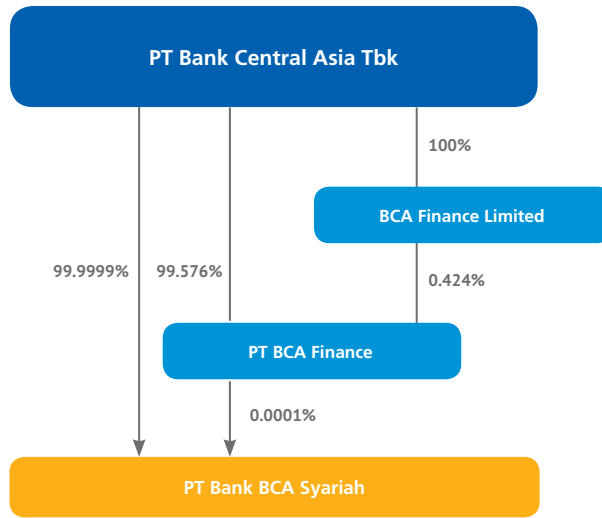 PT Bank Central Asia Tbk
100%
BCA Finance Limited
99.9999%
99.576%
0.424%
PT BCA Finance
0.0001%
PT Bank BCA Syariah